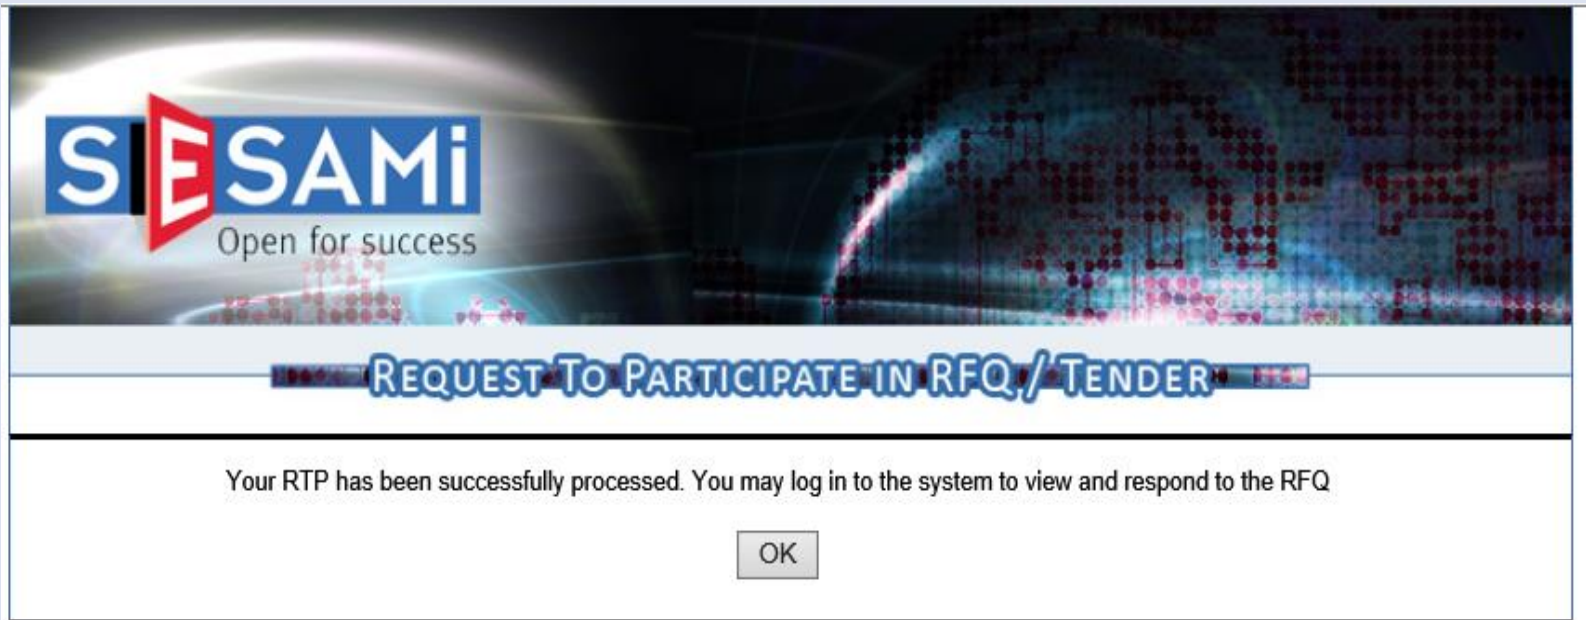 SESAMi
Open for success
REQUEST TO PARTICIPATE IN RFQ / TENDER
Your RTP has been successfully processed. You may log in to the system to view and respond to the RFQ
OK